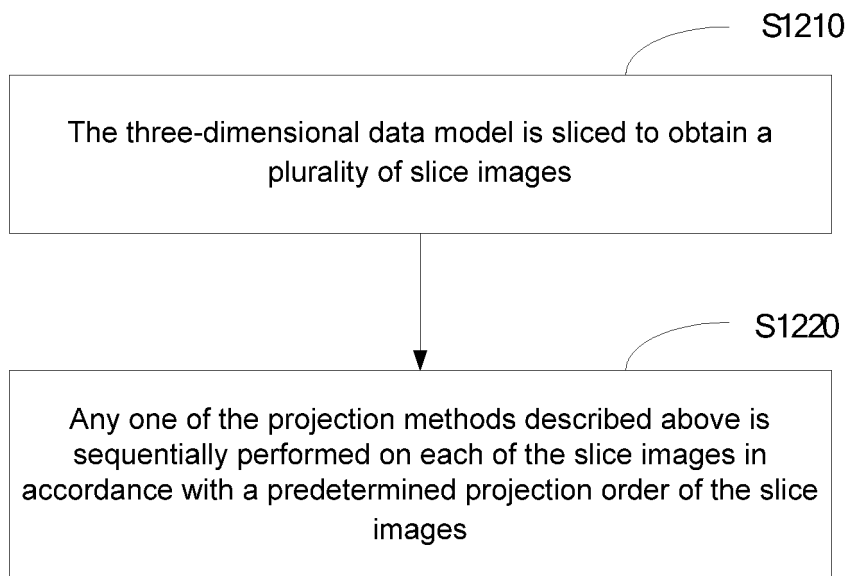 S1210
The three-dimensional data model is sliced to obtain a
plurality of slice images
S1220
Any one of the projection methods described above is
sequentially performed on each of the slice images in
accordance with a predetermined projection order of the slice
images